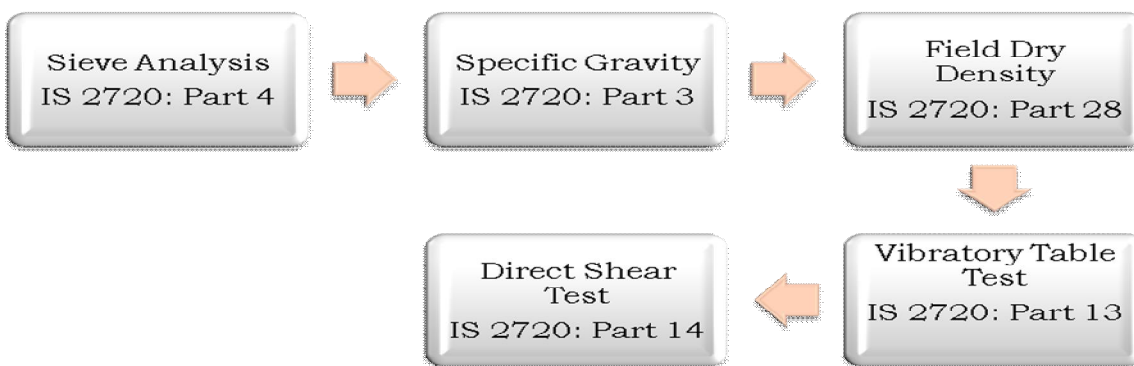 Sieve Analysis
IS 2720: Part 4
Specific Gravity
IS 2720: Part 3
Field Dry
Density
IS 2720: Part 28
Vibratory Table
Test
IS 2720: Part 13
Direct Shear
Test
IS 2720: Part 14